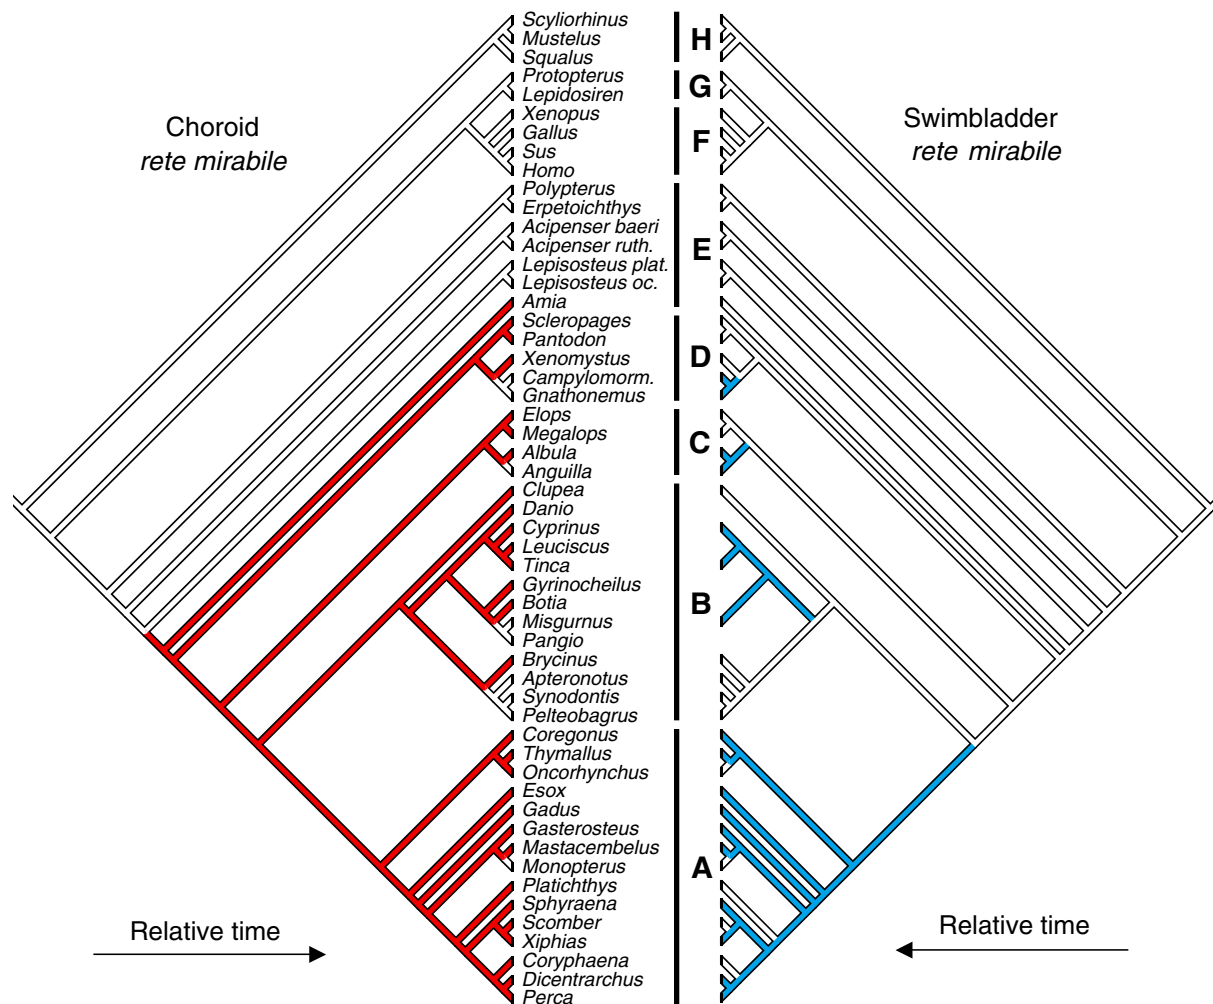 Choroid
rete mirabile
Swimbladder
rete mirabile
Scyliorhinus
Mustelus
Squalus
Protopterus
Lepidosiren
Xenopus
Gallus
Sus
Homo
Polypterus
Erpetoichthys
Acipenser baeri
Acipenser ruth.
Lepisosteus plat.
Lepisosteus oc.
Amia
Scleropages
Pantodon
Xenomystus
Campylomorm.
Gnathonemus
Elops
Megalops
Albula
Anguilla
Clupea
Danio
Cyprinus
Leuciscus
Tinca
Gyrinocheilus
Botia
Misgurnus
Pangio
Brycinus
Apteronotus
Synodontis
Pelteobagrus
Coregonus
Thymallus
Oncorhynchus
Esox
Gadus
Gasterosteus
Mastacembelus
Monopterus
Platichthys
Sphyraena
Scomber
Xiphias
Coryphaena
Dicentrarchus
Perca
H
G
F
E
D
C
B
A
Relative time
Relative time